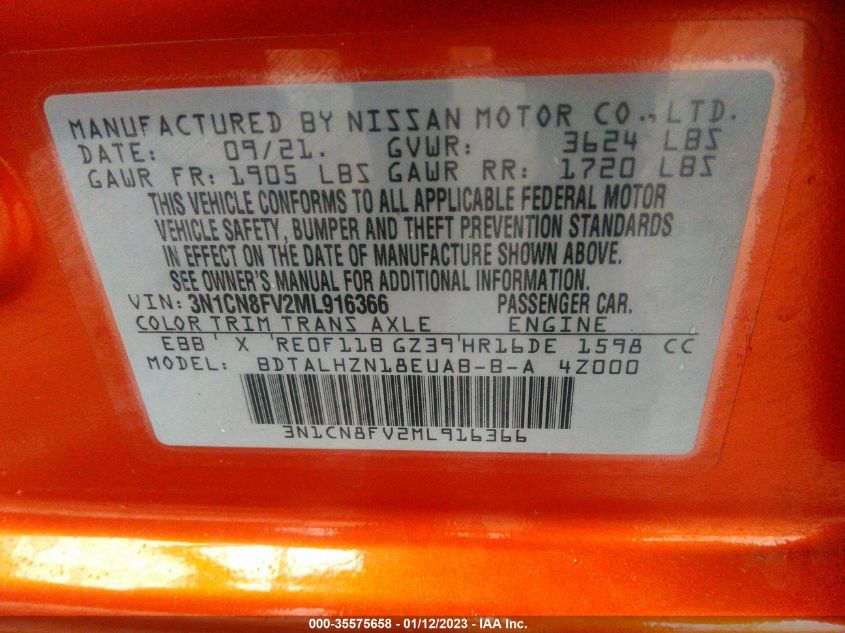 MANUFACTURED BY NISSAN MOTOR CO., LTD.
DATE: 09/21. GVWR: 3624 LBS
GAWR FR: 1905 LBS GAWR RR: 1720 LBS
THIS VEHICLE CONFORMS TO ALL APPLICABLE FEDERAL MOTOR
VEHICLE SAFETY, BUMPER AND THEFT PREVENTION STANDARDS
IN EFFECT ON THE DATE OF MANUFACTURE SHOWN ABOVE.
SEE OWNER'S MANUAL FOR ADDITIONAL INFORMATION.
VIN: 3N1CN8FV2ML916366 PASSENGER CAR.
COLOR TRIM TRANS AXLE ENGINE
EBB X RE0F11B GZ39 HR16DE 1598 CC
MODEL: BDTALHZN18EUAB-B-A 4Z000
3N1CN8FV2ML916366
000-35575658 - 01/12/2023 - IAA Inc.